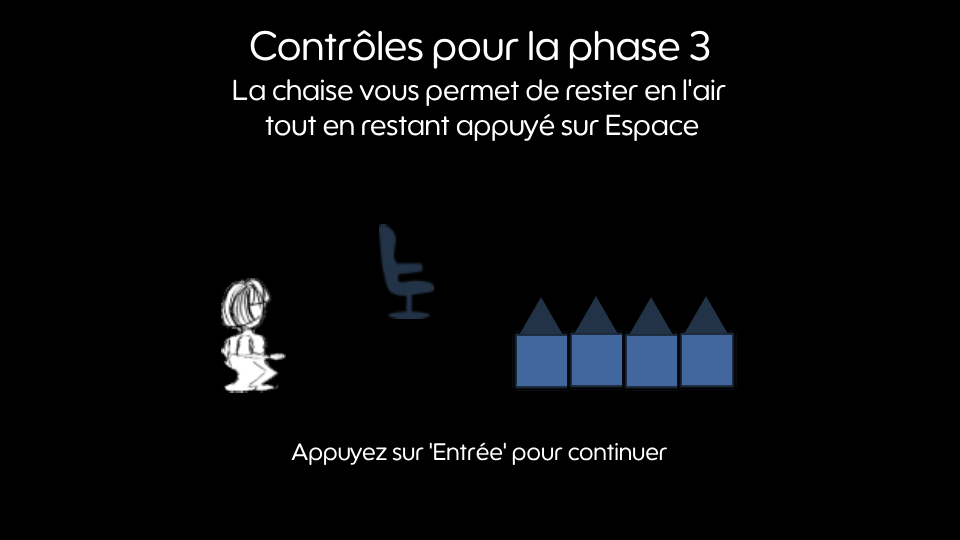 Contrôles pour la phase 3
La chaise vous permet de rester en l'air
tout en restant appuyé sur Espace
Appuyez sur 'Entrée' pour continuer